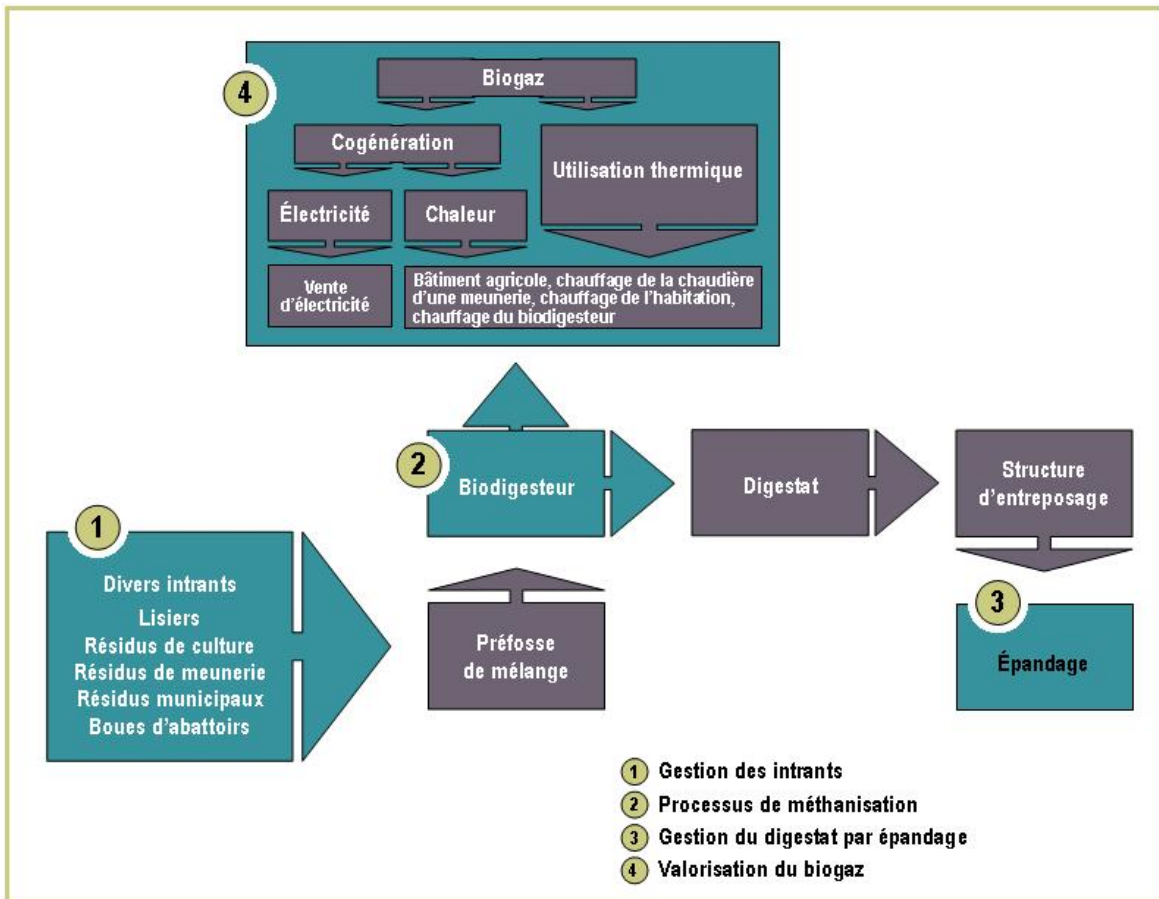 4
Biogaz
Cogénération
Utilisation thermique
Électricité
Chaleur
Vente
d'électricité
Bâtiment agricole, chauffage de la chaudière
d'une meunerie, chauffage de l'habitation,
chauffage du biodigesteur
2
Biodigesteur
Digestat
Structure
d'entreposage
1
Divers intrants
Lisiers
Résidus de culture
Résidus de meunerie
Résidus municipaux
Boues d'abattoirs
Préfosse
de mélange
3
Épandage
1 Gestion des intrants
2 Processus de méthanisation
3 Gestion du digestat par épandage
4 Valorisation du biogaz